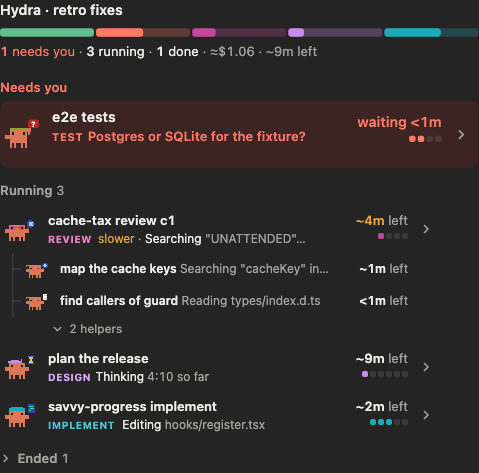 Hydra · retro fixes
1 needs you · 3 running · 1 done · ≈$1.06 · ~9m left
Needs you
e2e tests
waiting <1m
TEST Postgres or SQLite for the fixture?
Running 3
cache-tax review c1
~4m left
REVIEW slower · Searching "UNATTENDED"...
map the cache keys Searching "cacheKey" in...
~1m left
find callers of guard Reading types/index.d.ts
<1m left
2 helpers
plan the release
~9m left
DESIGN Thinking 4:10 so far
savvy-progress implement
~2m left
IMPLEMENT Editing hooks/register.tsx
Ended 1